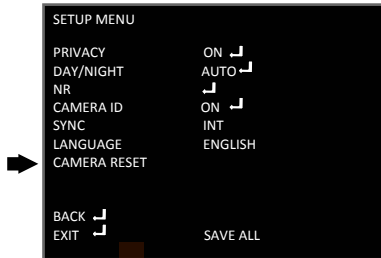 SETUP MENU
PRIVACY ON ↵
DAY/NIGHT AUTO ↵
NR ↵
CAMERA ID ON ↵
SYNC INT
LANGUAGE ENGLISH
CAMERA RESET
BACK ↵
EXIT ↵ SAVE ALL